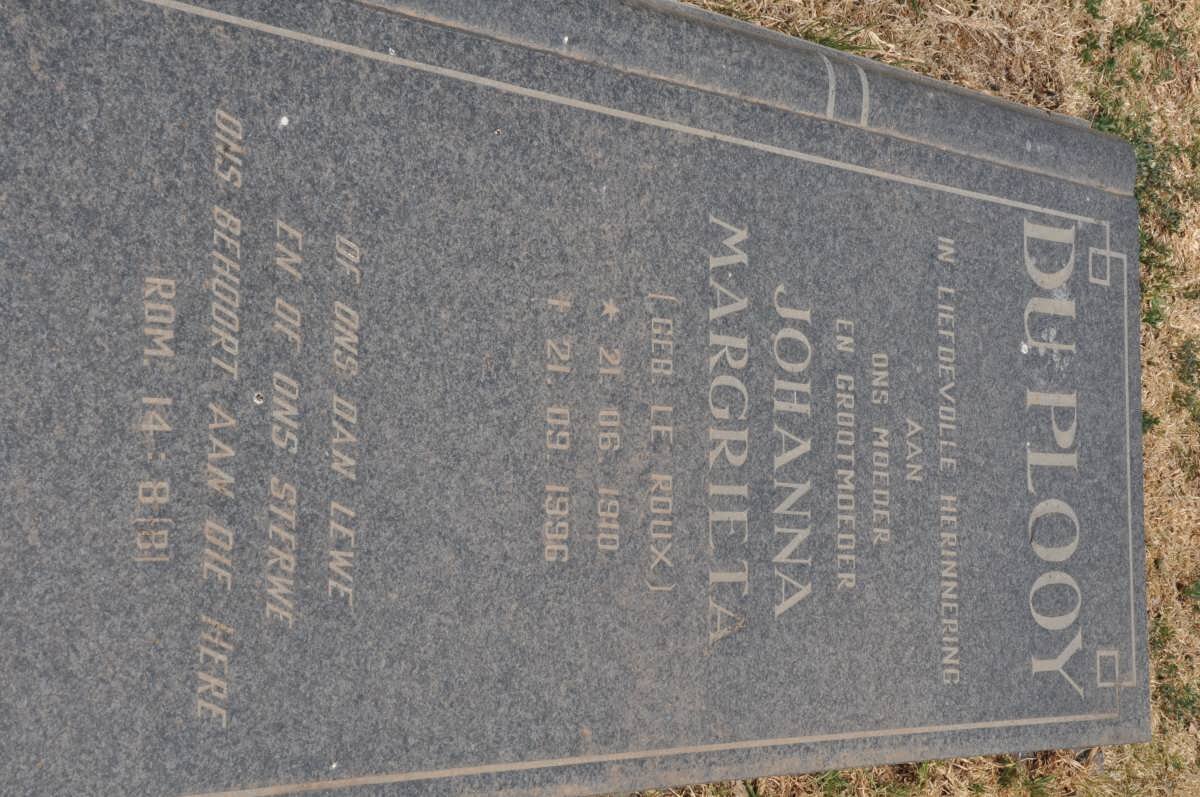 DU PLOY
IN LIEFDEVOLLE HERINNERING
AAN
ONS MOEDER
EN GROOTMOEDER
JOHANNA
MARGRIETA
(GEB. LE ROUX)
★ 21. 06. 1910
† 21. 09. 1996
OF ONS DAN LEWE
EN OF ONS STERWE
ONS BEHOORT AAN DIE HERE
ROM. 14: 8(B)